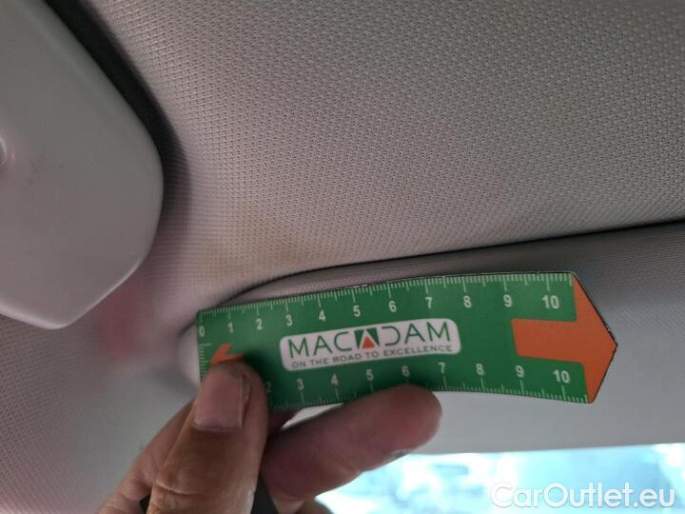 0 1 2 3 4 5 6 7 8 9 10
MACADAM
ON THE ROAD TO EXCELLENCE
2 3 4 5 6 7 8 9 10
CarOutlet.eu